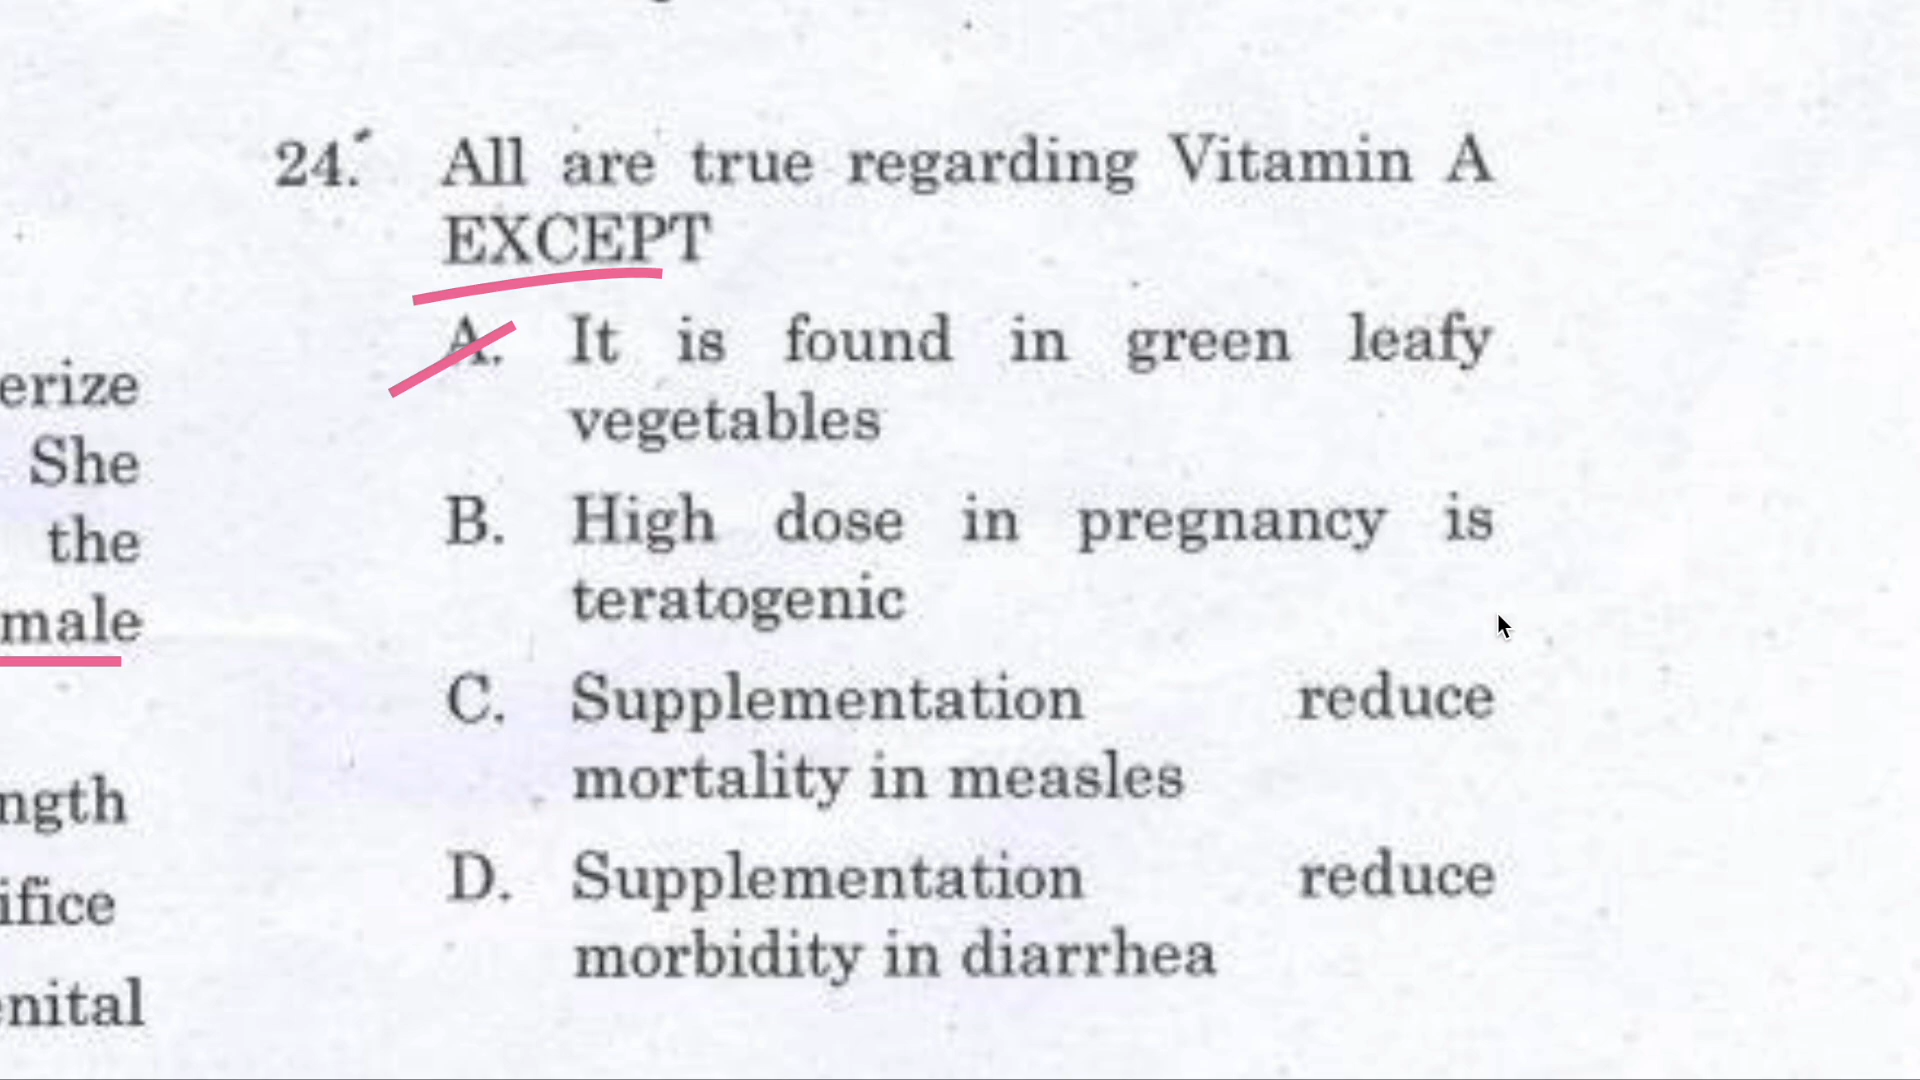 24. All are true regarding Vitamin A
EXCEPT
A. It is found in green leafy
vegetables
B. High dose in pregnancy is
teratogenic
C. Supplementation reduce
mortality in measles
D. Supplementation reduce
morbidity in diarrhea
erize
She
the
male
ngth
ifice
enital